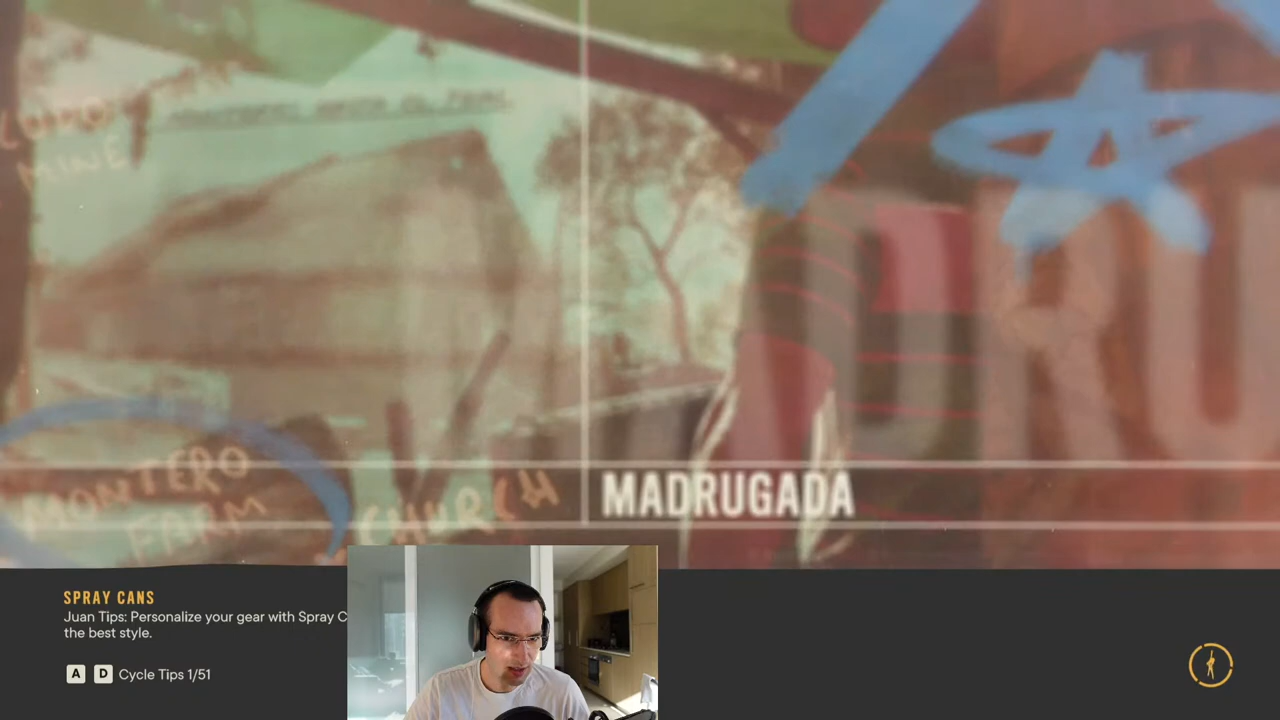 MINE
MONTERO
FARM
CHURCH
MADRUGADA
SPRAY CANS
Juan Tips: Personalize your gear with Spray C
the best style.
A D Cycle Tips 1/51